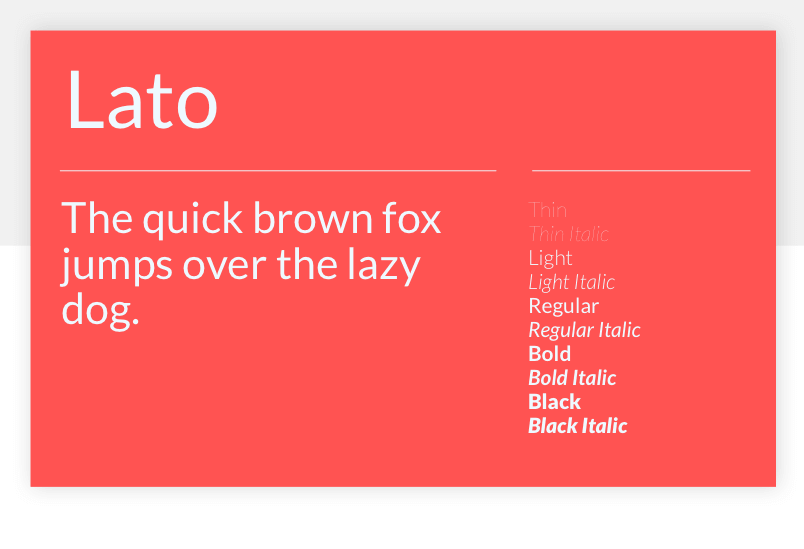 Lato
The quick brown fox
jumps over the lazy
dog.
Thin
Thin Italic
Light
Light Italic
Regular
Regular Italic
Bold
Bold Italic
Black
Black Italic